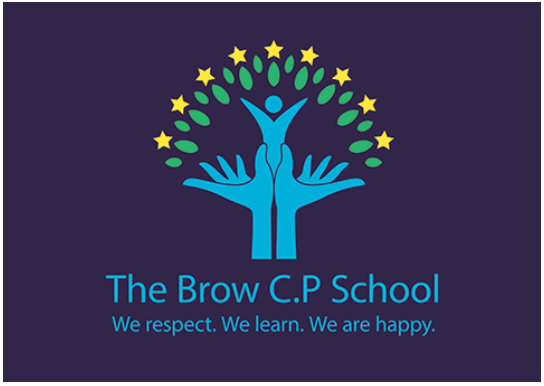 The Brow C.P School
We respect. We learn. We are happy.